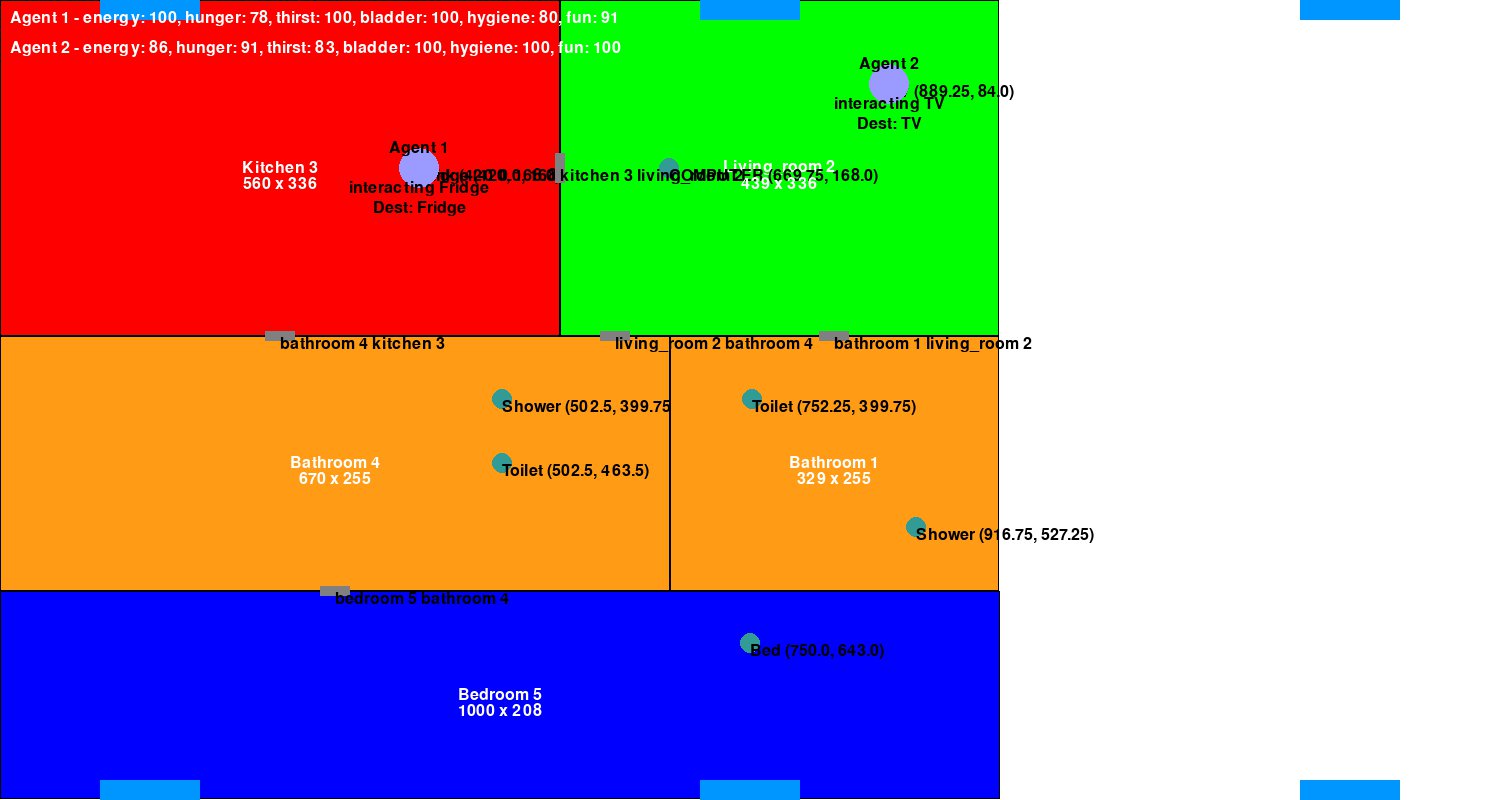 Agent 1 - energy: 100, hunger: 78, thirst: 100, bladder: 100, hygiene: 80, fun: 91
Agent 2 - energy: 86, hunger: 91, thirst: 83, bladder: 100, hygiene: 100, fun: 100
Agent 2
(889.25, 84.0)
interacting TV
Dest: TV
Agent 1
Kitchen 3
560 x 336
interacting Fridge
Dest: Fridge
kitchen 3 living_room 2
Living_room 2
439 x 336
COMPUTER (669.75, 168.0)
bathroom 4 kitchen 3
living_room 2 bathroom 4
bathroom 1 living_room 2
Shower (502.5, 399.75
Toilet (752.25, 399.75)
Bathroom 4
670 x 255
Toilet (502.5, 463.5)
Bathroom 1
329 x 255
Shower (916.75, 527.25)
bedroom 5 bathroom 4
Bed (750.0, 643.0)
Bedroom 5
1000 x 208